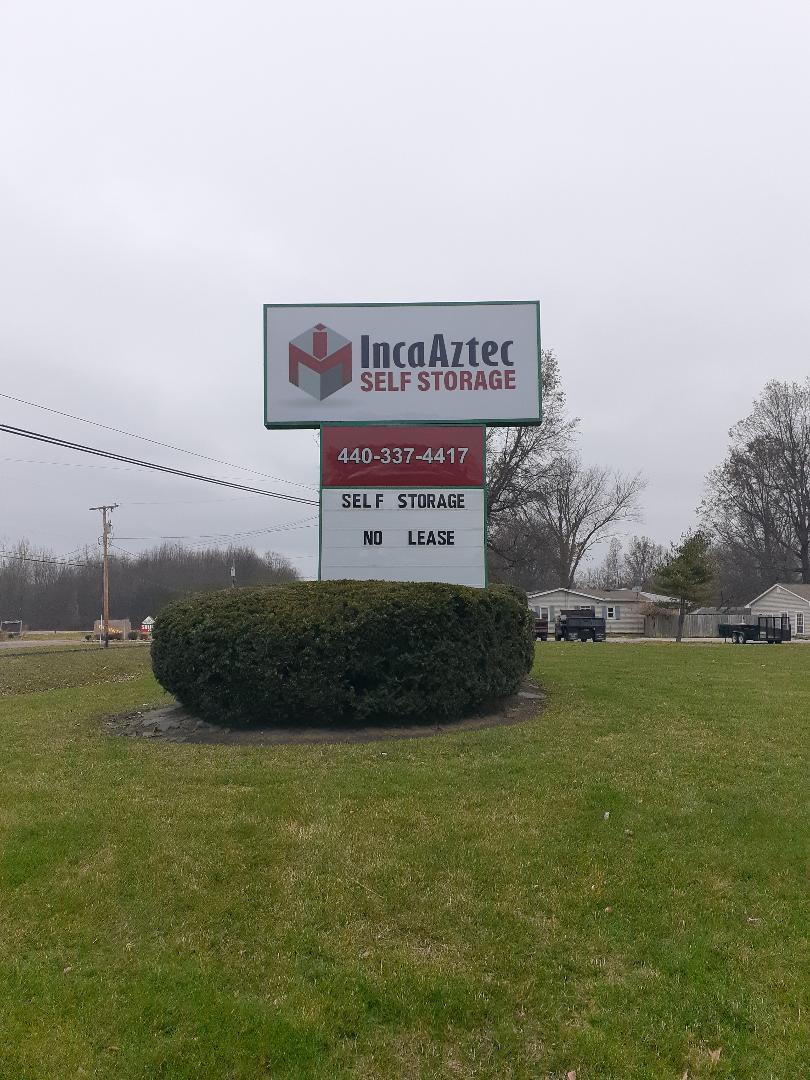 IncaAztec
SELF STORAGE
440-337-4417
SELF STORAGE
NO LEASE